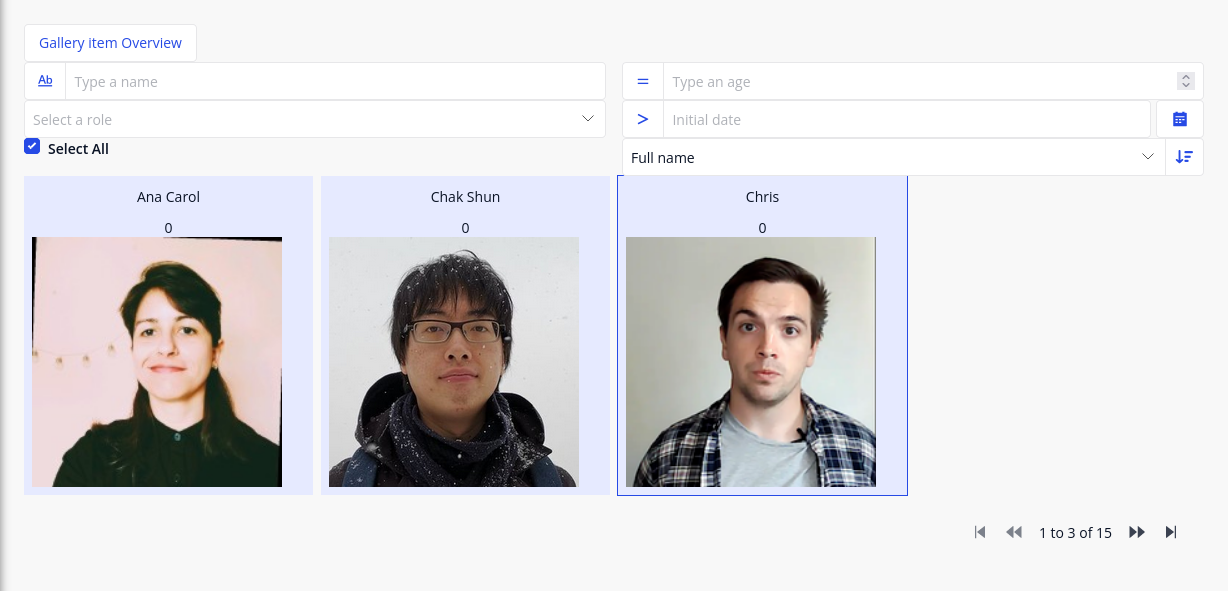 Gallery item Overview
Ab Type a name
= Type an age
Select a role
> Initial date
Select All
Full name
Ana Carol
0
Chak Shun
0
Chris
0
1 to 3 of 15